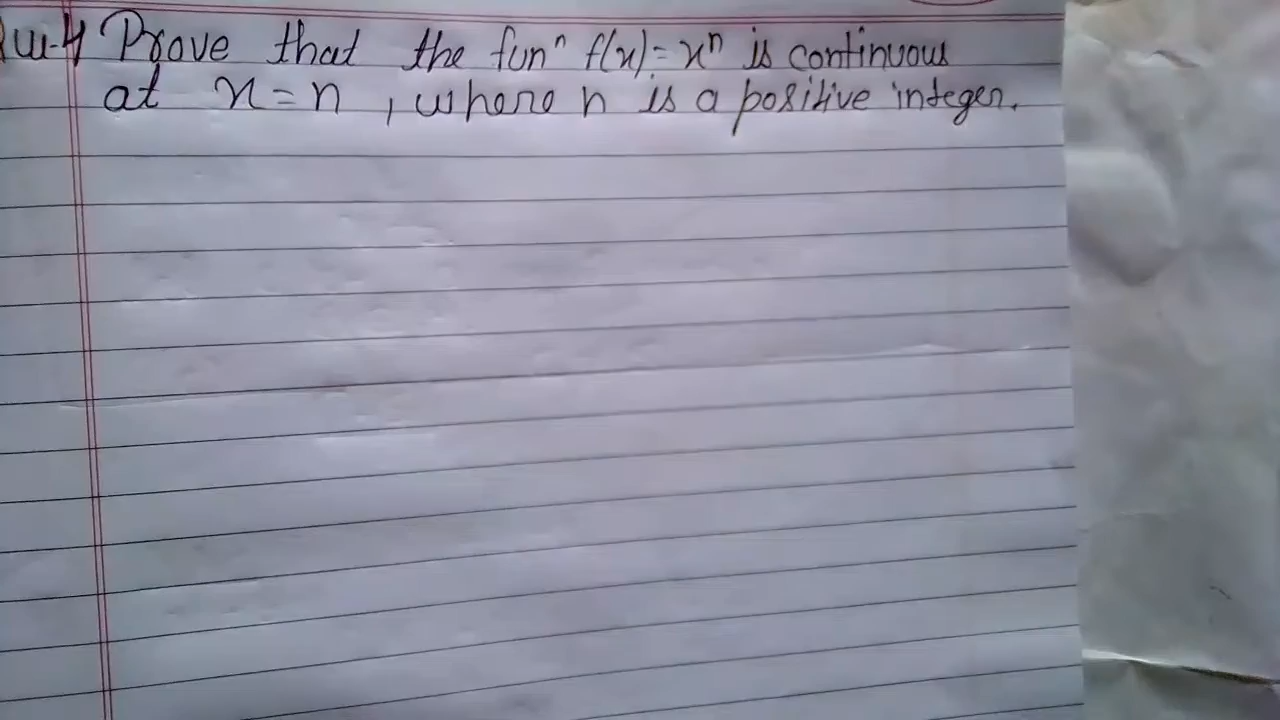 Qu-4 Prove that the funⁿ f(x) = xⁿ is continuous
at x = n , where n is a positive integer.